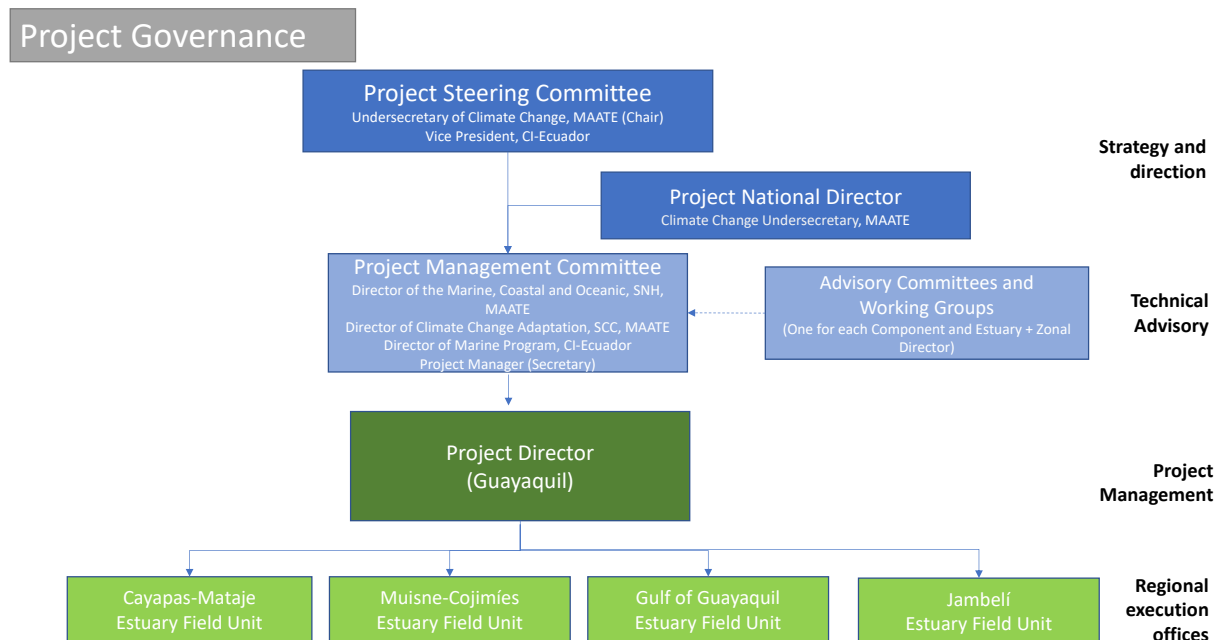 Project Governance
Project Steering Committee
Undersecretary of Climate Change, MAATE (Chair)
Vice President, CI-Ecuador
Strategy and
direction
Project National Director
Climate Change Undersecretary, MAATE
Project Management Committee
Director of the Marine, Coastal and Oceanic, SNH,
MAATE
Director of Climate Change Adaptation, SCC, MAATE
Director of Marine Program, CI-Ecuador
Project Manager (Secretary)
Advisory Committees and
Working Groups
(One for each Component and Estuary + Zonal
Director)
Technical
Advisory
Project Director
(Guayaquil)
Project
Management
Cayapas-Mataje
Estuary Field Unit
Muisne-Cojimíes
Estuary Field Unit
Gulf of Guayaquil
Estuary Field Unit
Jambelí
Estuary Field Unit
Regional
execution
offices